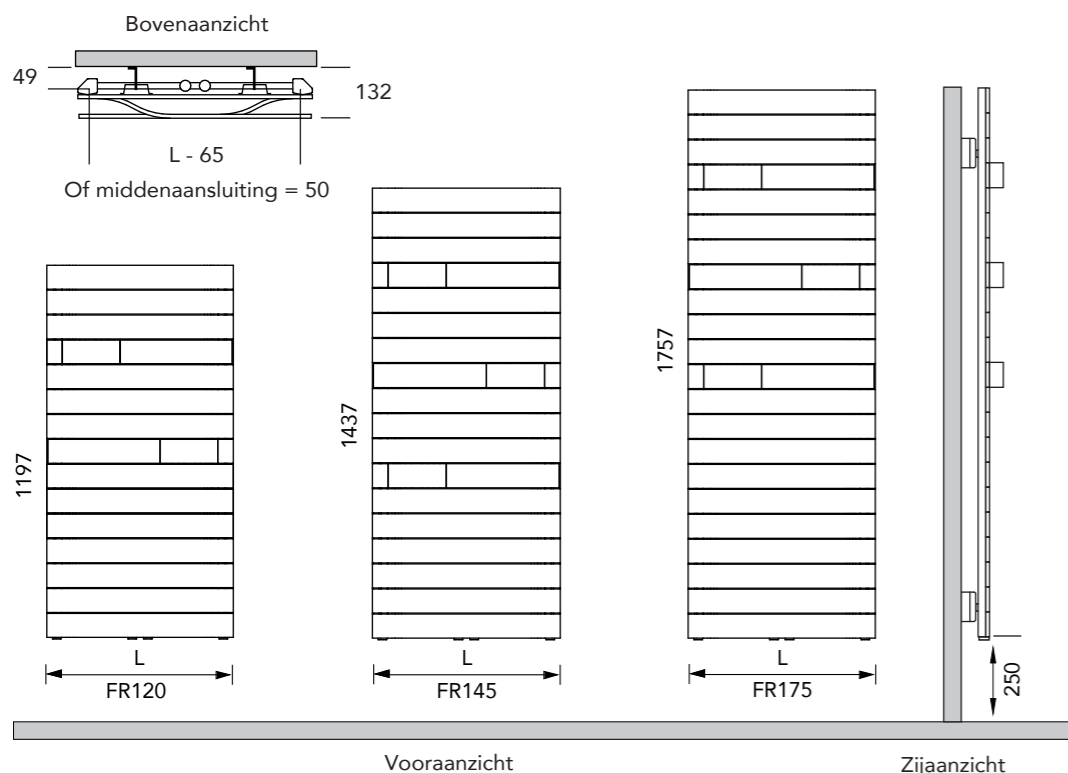 Bovenaanzicht
49
132
L - 65
Of middenaansluiting = 50
1197
1437
1757
L
FR120
L
FR145
L
FR175
250
Vooraanzicht
Zijaanzicht